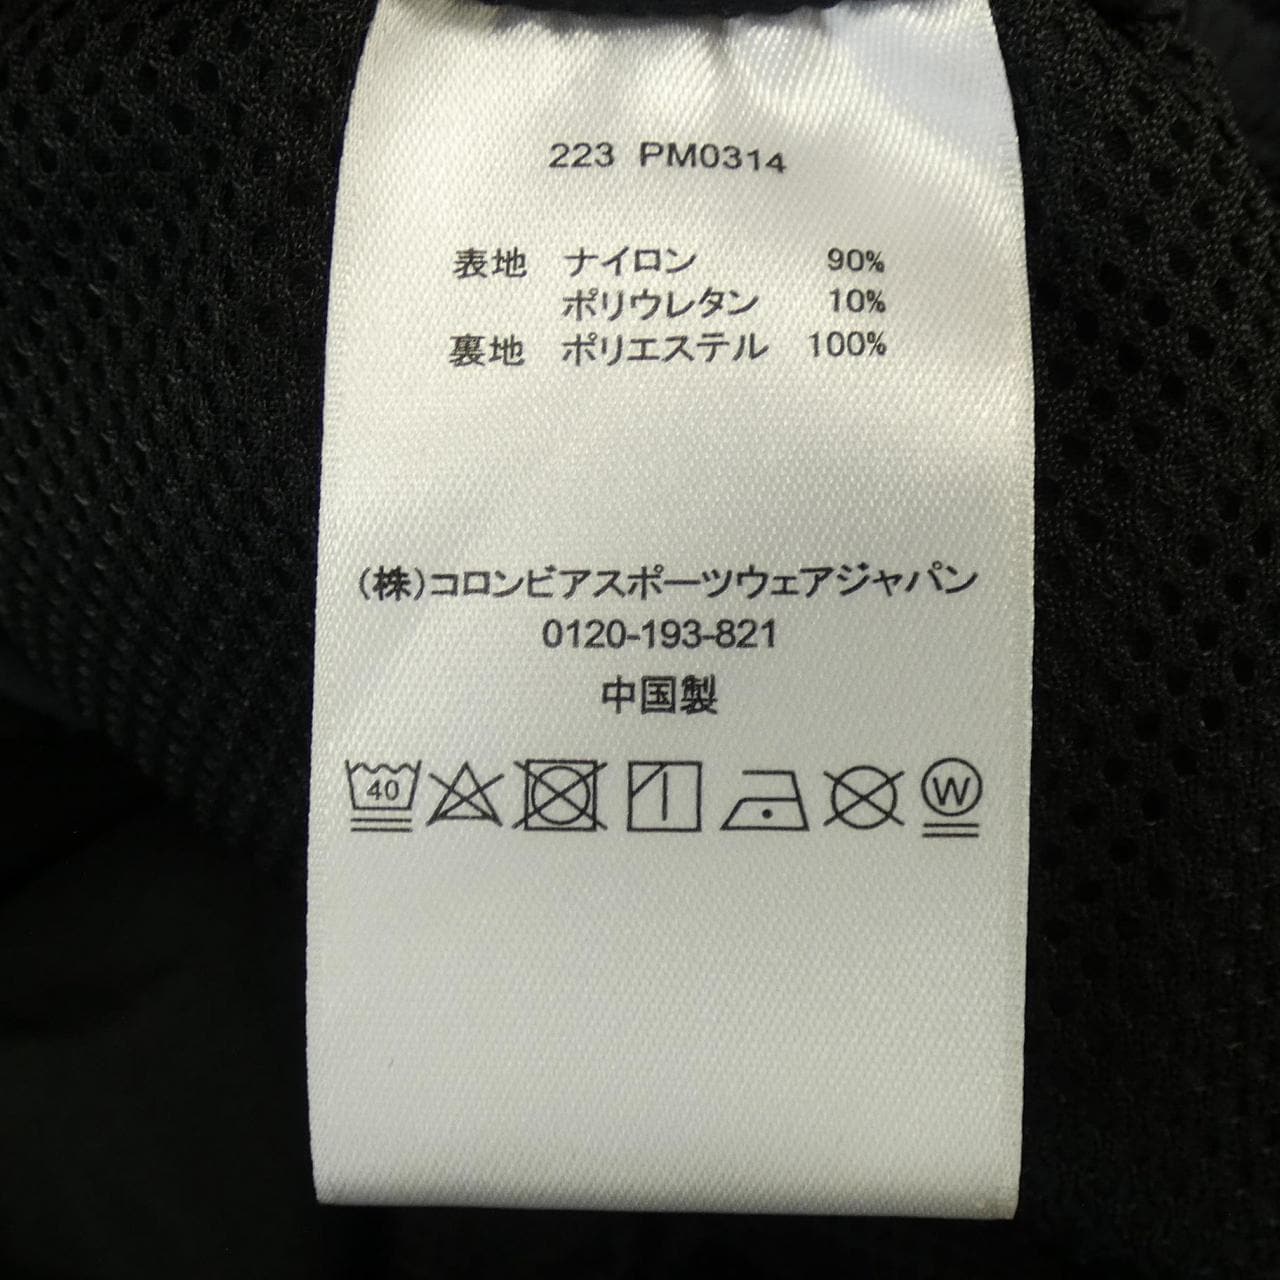 223 PM0314
表地 ナイロン 90%
ポリウレタン 10%
裏地 ポリエステル 100%
(株)コロンビアスポーツウェアジャパン
0120-193-821
中国製
40 W